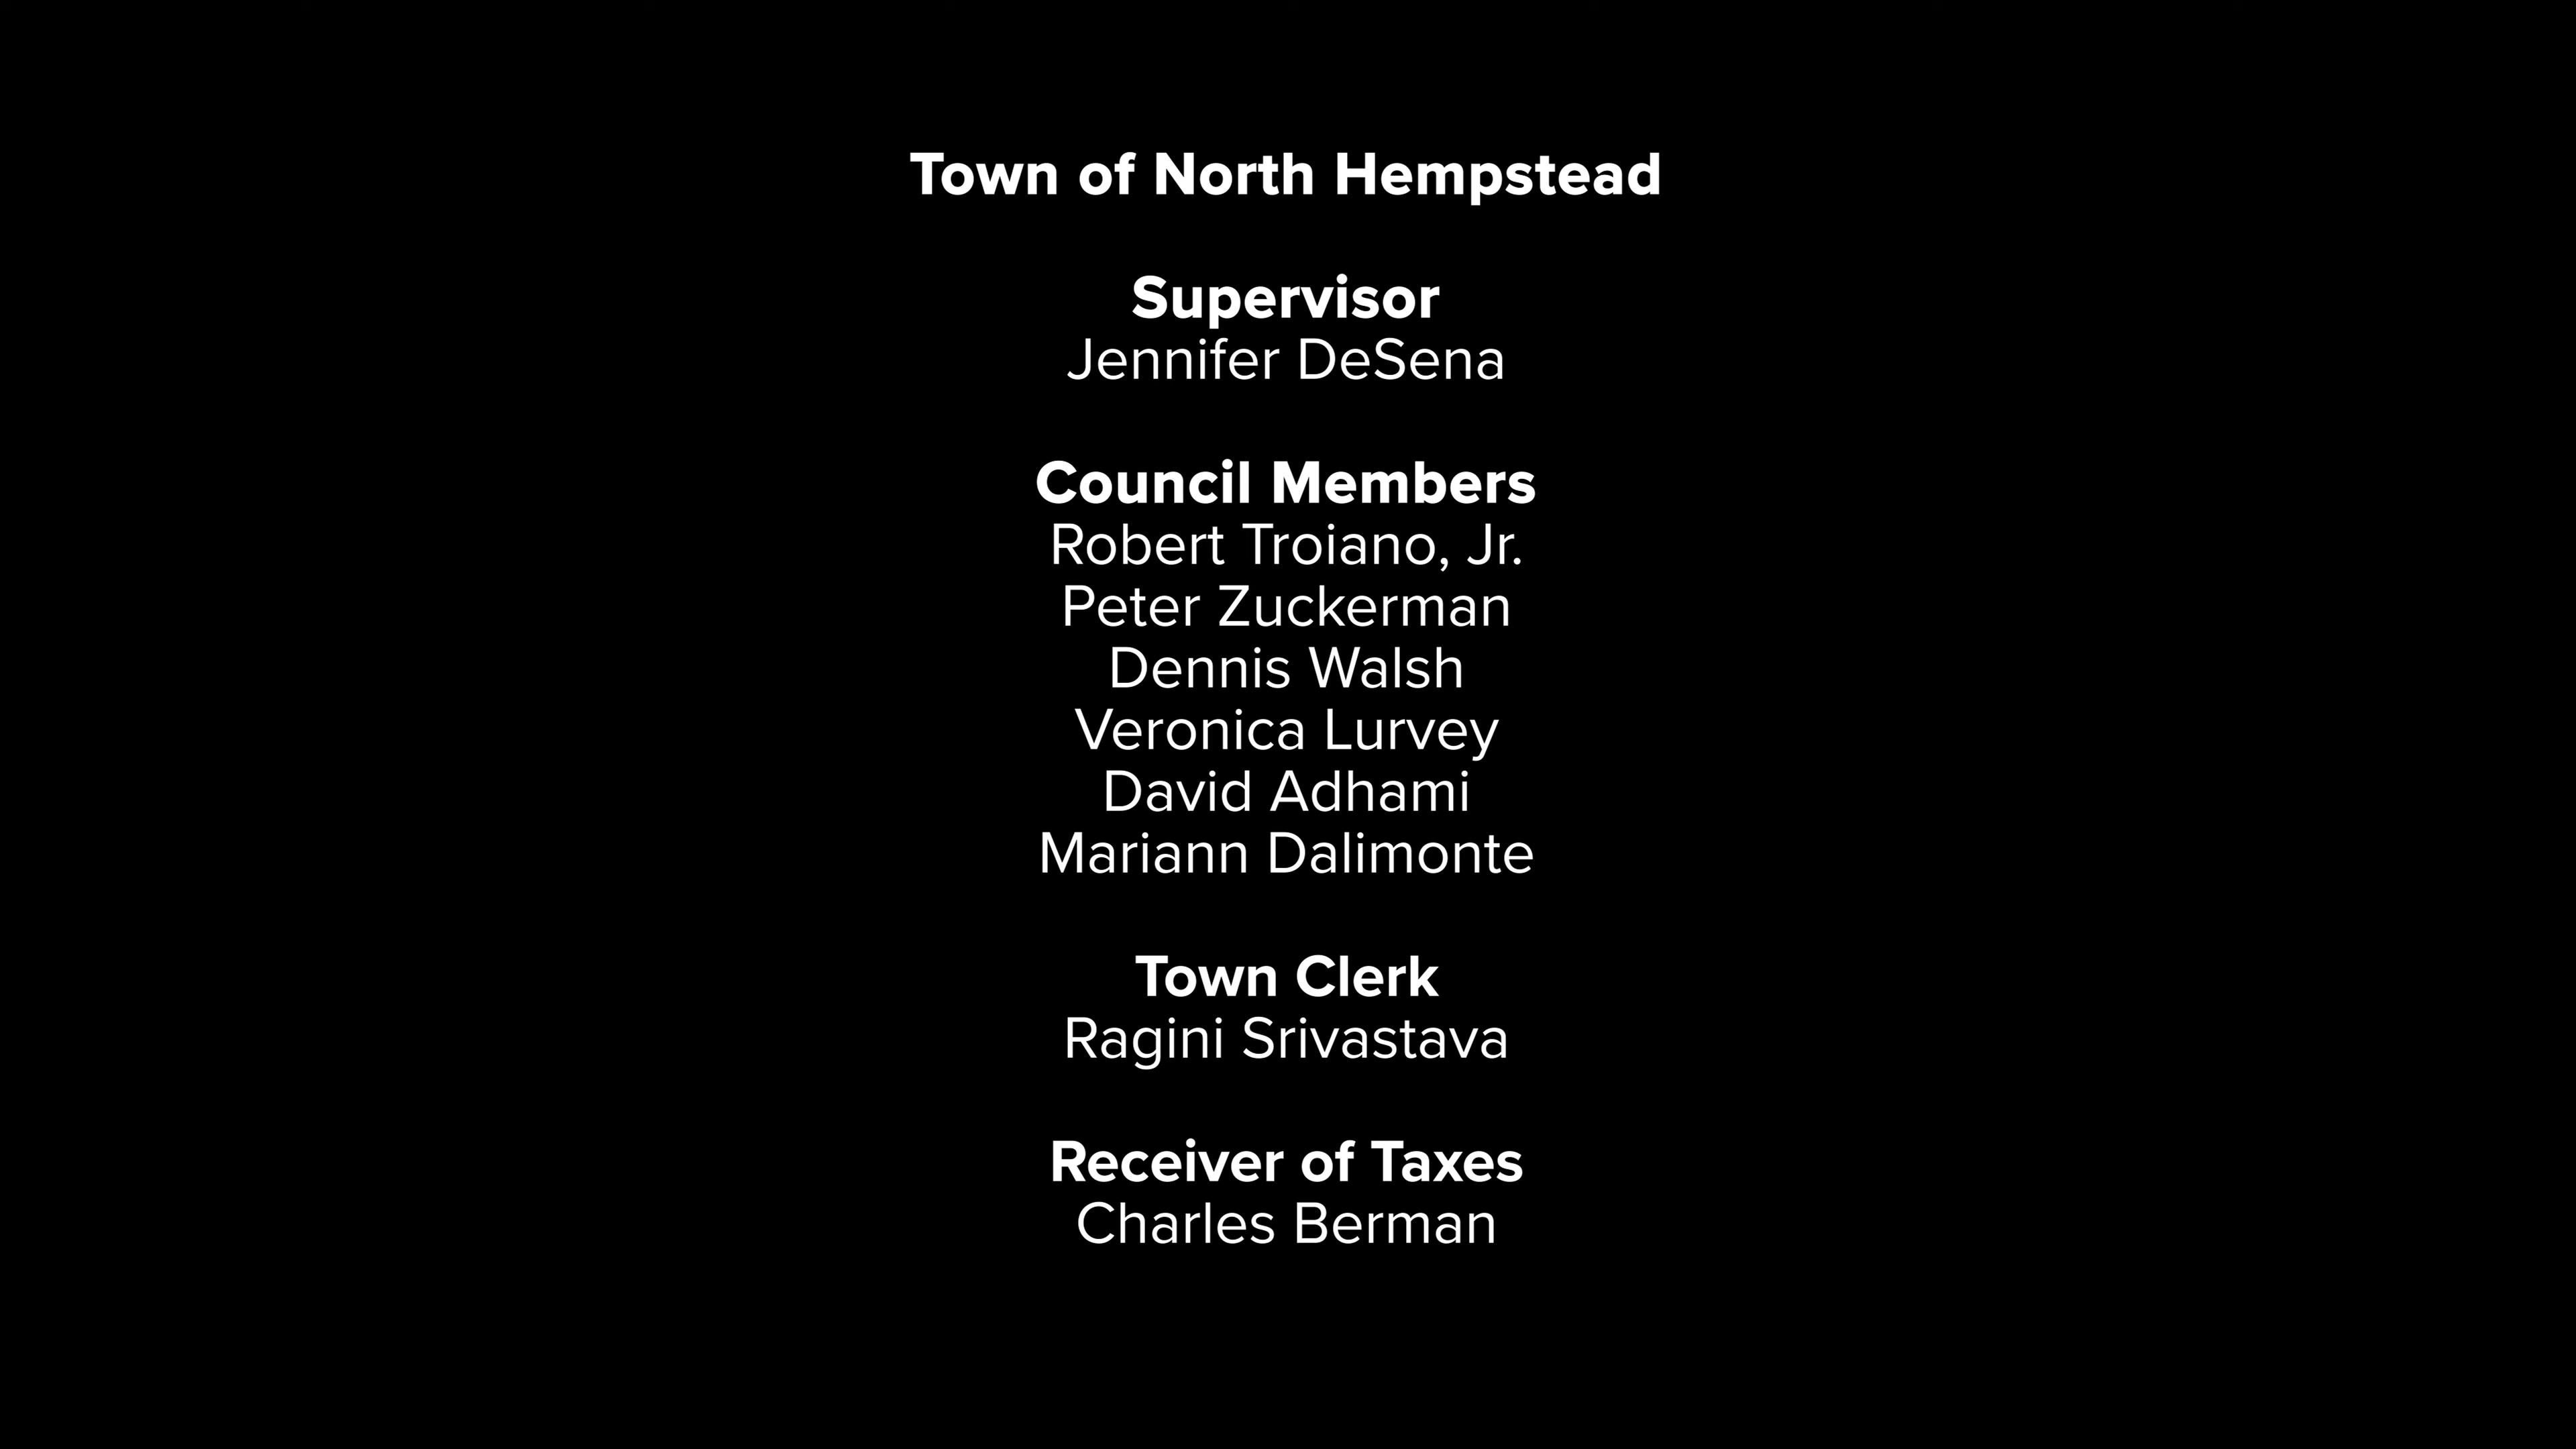 Town of North Hempstead
Supervisor
Jennifer DeSena
Council Members
Robert Troiano, Jr.
Peter Zuckerman
Dennis Walsh
Veronica Lurvey
David Adhami
Mariann Dalimonte
Town Clerk
Ragini Srivastava
Receiver of Taxes
Charles Berman